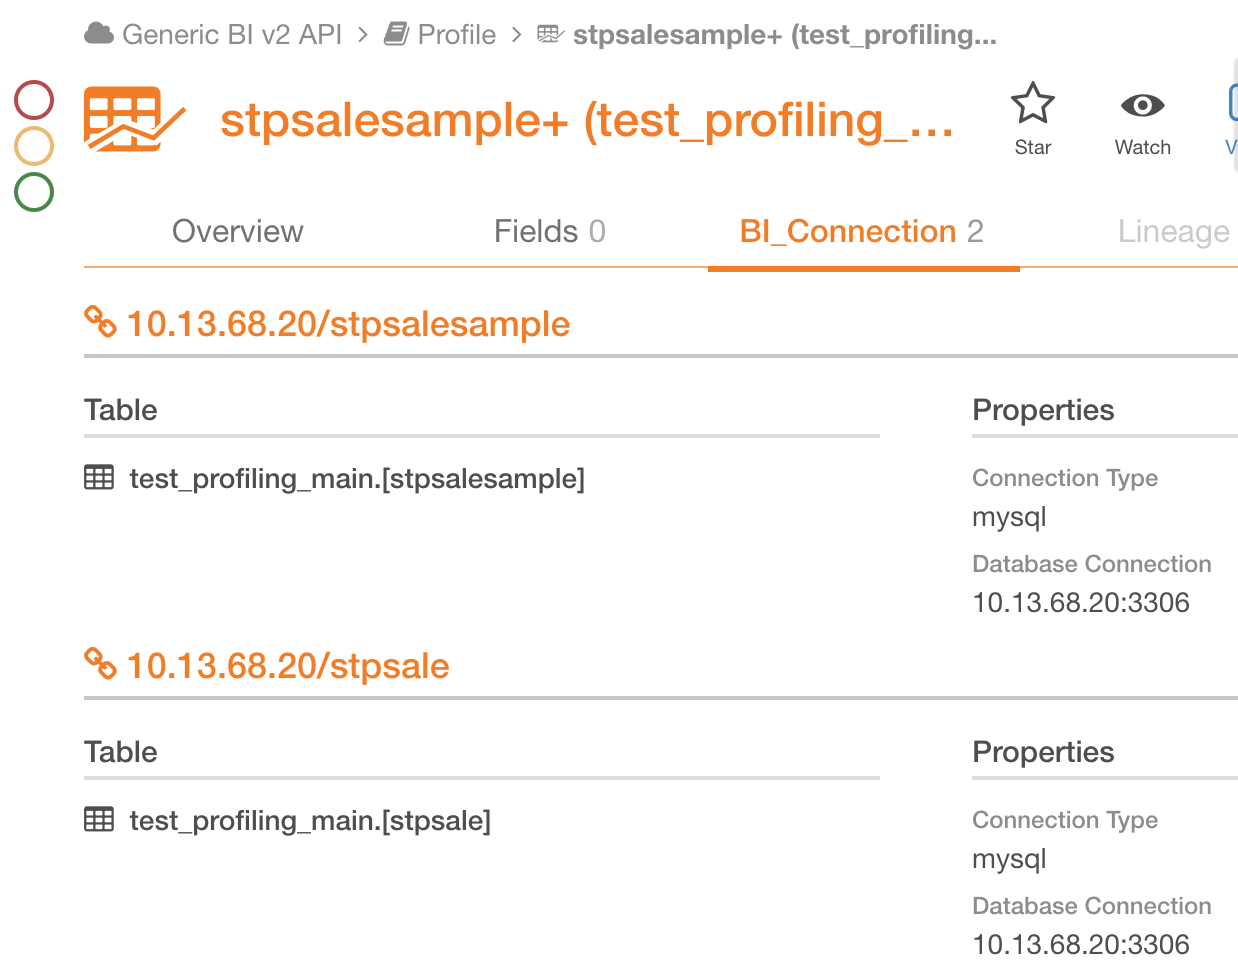 Generic BI v2 API > Profile > stpsalesample+ (test_profiling...
stpsalesample+ (test_profiling_...
Star
Watch
Overview
Fields 0
BI_Connection 2
Lineage
10.13.68.20/stpsalesample
Table
Properties
test_profiling_main.[stpsalesample]
Connection Type
mysql
Database Connection
10.13.68.20:3306
10.13.68.20/stpsale
Table
Properties
test_profiling_main.[stpsale]
Connection Type
mysql
Database Connection
10.13.68.20:3306